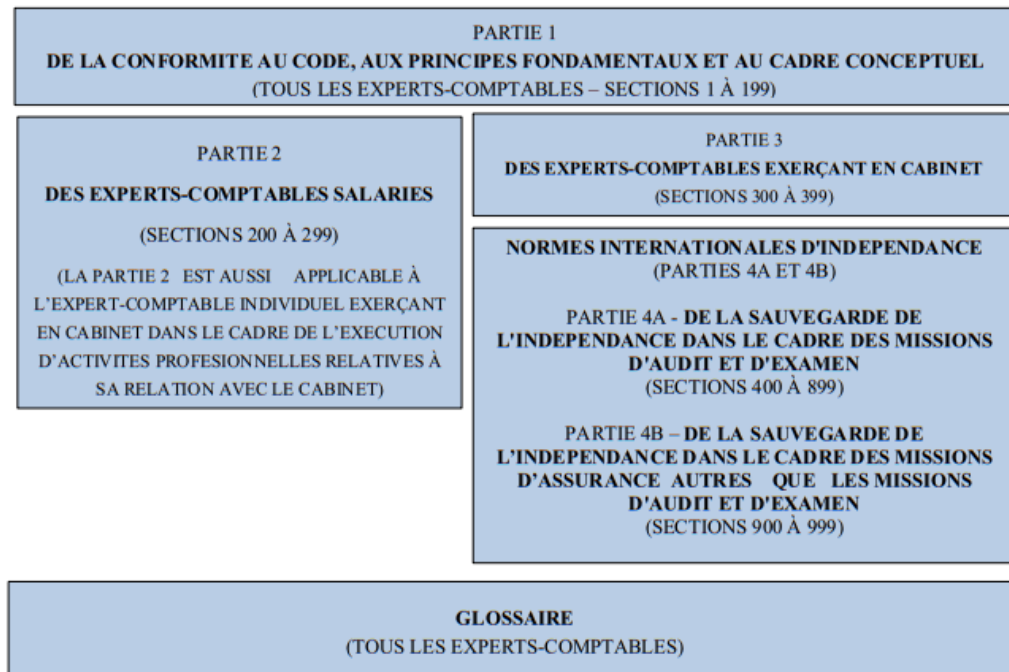 PARTIE 1
DE LA CONFORMITE AU CODE, AUX PRINCIPES FONDAMENTAUX ET AU CADRE CONCEPTUEL
(TOUS LES EXPERTS-COMPTABLES – SECTIONS 1 À 199)
PARTIE 2
DES EXPERTS-COMPTABLES SALARIES
(SECTIONS 200 À 299)
(LA PARTIE 2 EST AUSSI APPLICABLE À
L'EXPERT-COMPTABLE INDIVIDUEL EXERÇANT
EN CABINET DANS LE CADRE DE L'EXECUTION
D'ACTIVITES PROFESIONNELLES RELATIVES À
SA RELATION AVEC LE CABINET)
PARTIE 3
DES EXPERTS-COMPTABLES EXERÇANT EN CABINET
(SECTIONS 300 À 399)
NORMES INTERNATIONALES D'INDEPENDANCE
(PARTIES 4A ET 4B)
PARTIE 4A - DE LA SAUVEGARDE DE
L'INDEPENDANCE DANS LE CADRE DES MISSIONS
D'AUDIT ET D'EXAMEN
(SECTIONS 400 À 899)
PARTIE 4B – DE LA SAUVEGARDE DE
L'INDEPENDANCE DANS LE CADRE DES MISSIONS
D'ASSURANCE AUTRES QUE LES MISSIONS
D'AUDIT ET D'EXAMEN
(SECTIONS 900 À 999)
GLOSSAIRE
(TOUS LES EXPERTS-COMPTABLES)